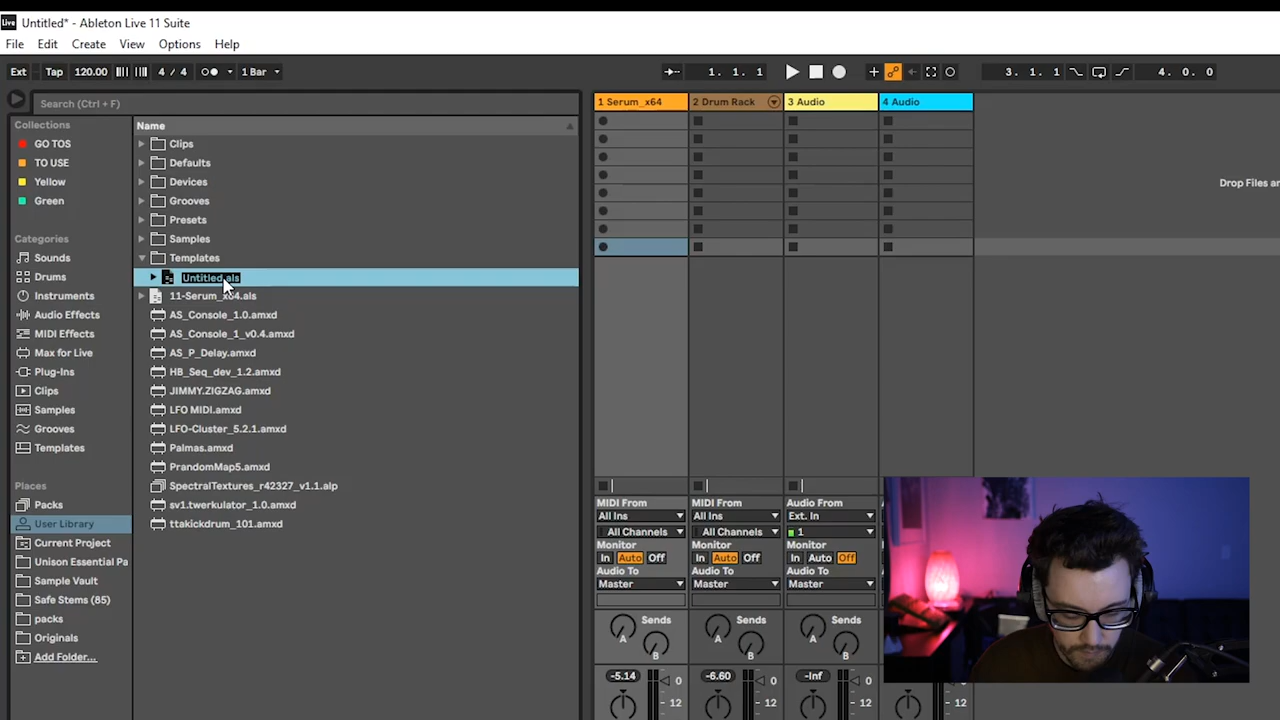 Live Untitled* - Ableton Live 11 Suite
File Edit Create View Options Help
Ext Tap 120.00 4 / 4 1 Bar 1. 1. 1 3. 1. 1 4. 0. 0
Search (Ctrl + F)
Collections
GO TOS
TO USE
Yellow
Green
Categories
Sounds
Drums
Instruments
Audio Effects
MIDI Effects
Max for Live
Plug-Ins
Clips
Samples
Grooves
Templates
Places
Packs
User Library
Current Project
Unison Essential Pa
Sample Vault
Safe Stems (85)
packs
Originals
Add Folder...
Name
Clips
Defaults
Devices
Grooves
Presets
Samples
Templates
Untitled.als
11-Serum_x64.als
AS_Console_1.0.amxd
AS_Console_1_v0.4.amxd
AS_P_Delay.amxd
HB_Seq_dev_1.2.amxd
JIMMY.ZIGZAG.amxd
LFO MIDI.amxd
LFO-Cluster_5.2.1.amxd
Palmas.amxd
PrandomMap5.amxd
SpectralTextures_r42327_v1.1.alp
sv1.twerkulator_1.0.amxd
ttakickdrum_101.amxd
1 Serum_x64 2 Drum Rack 3 Audio 4 Audio
Drop Files an
MIDI From MIDI From Audio From
All Ins All Ins Ext. In
All Channels All Channels 1
Monitor Monitor Monitor
In Auto Off In Auto Off In Auto Off
Audio To Audio To Audio To
Master Master Master
Sends Sends Sends
A B A B A B
-5.14 -6.60 -Inf
0 0 0
12 12 12 12